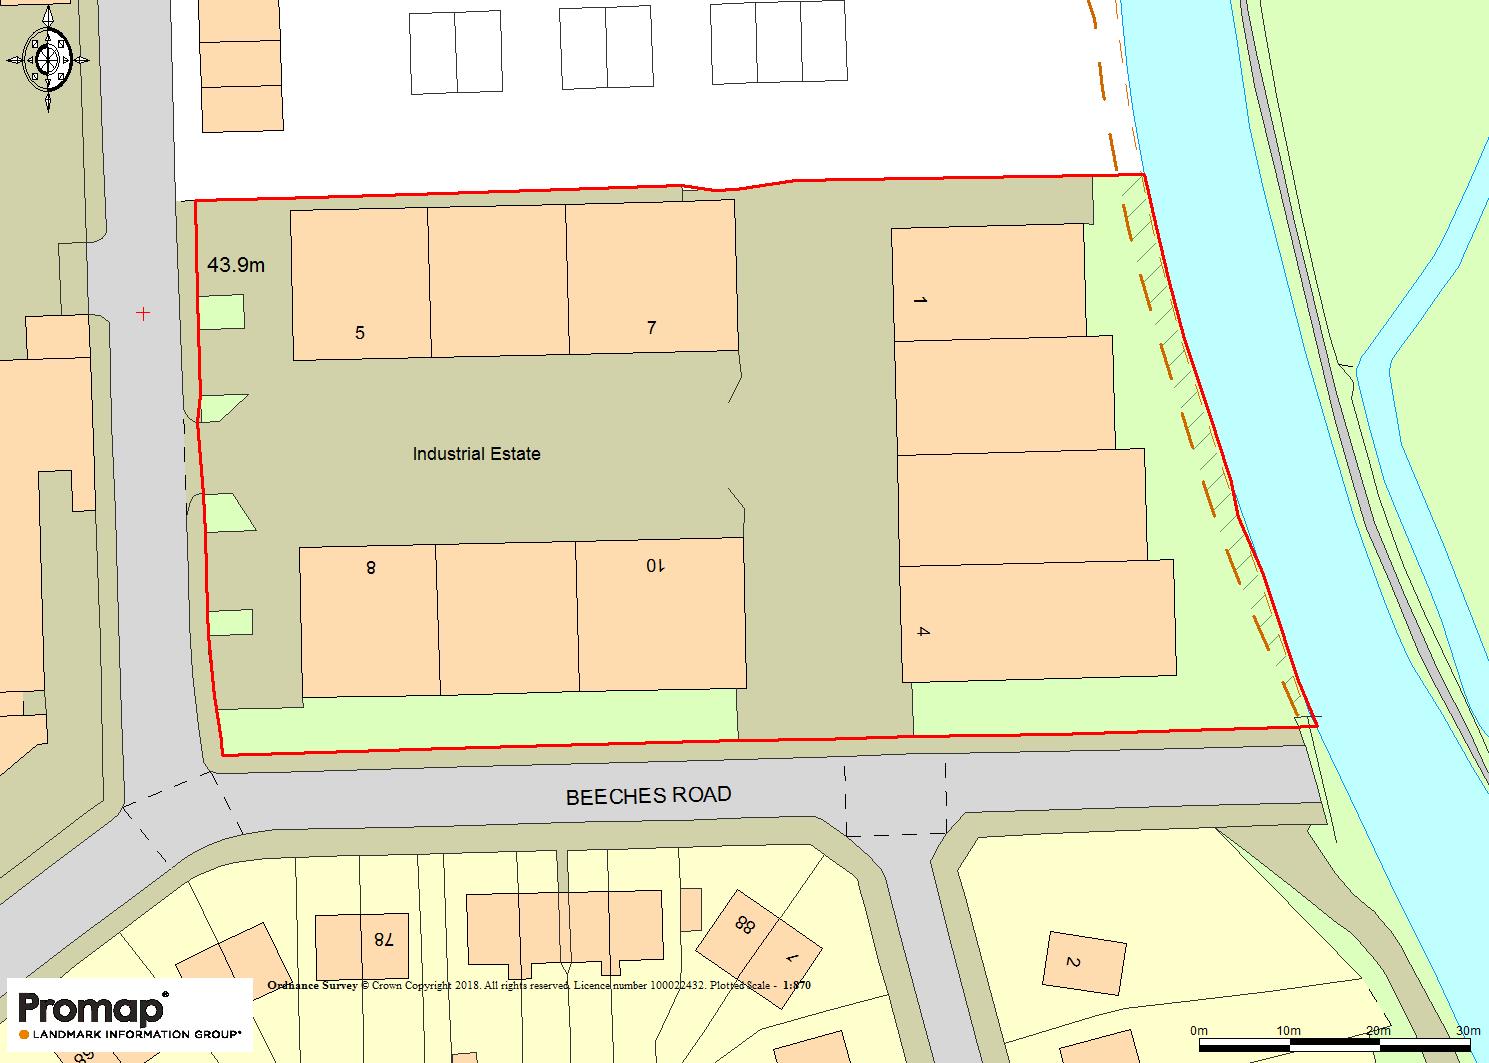 43.9m
5
7
1
Industrial Estate
8
10
4
BEECHES ROAD
78
88
1
2
Ordnance Survey © Crown Copyright 2018. All rights reserved. Licence number 100022432. Plotted Scale - 1:870
Promap®
LANDMARK INFORMATION GROUP®
0m 10m 20m 30m